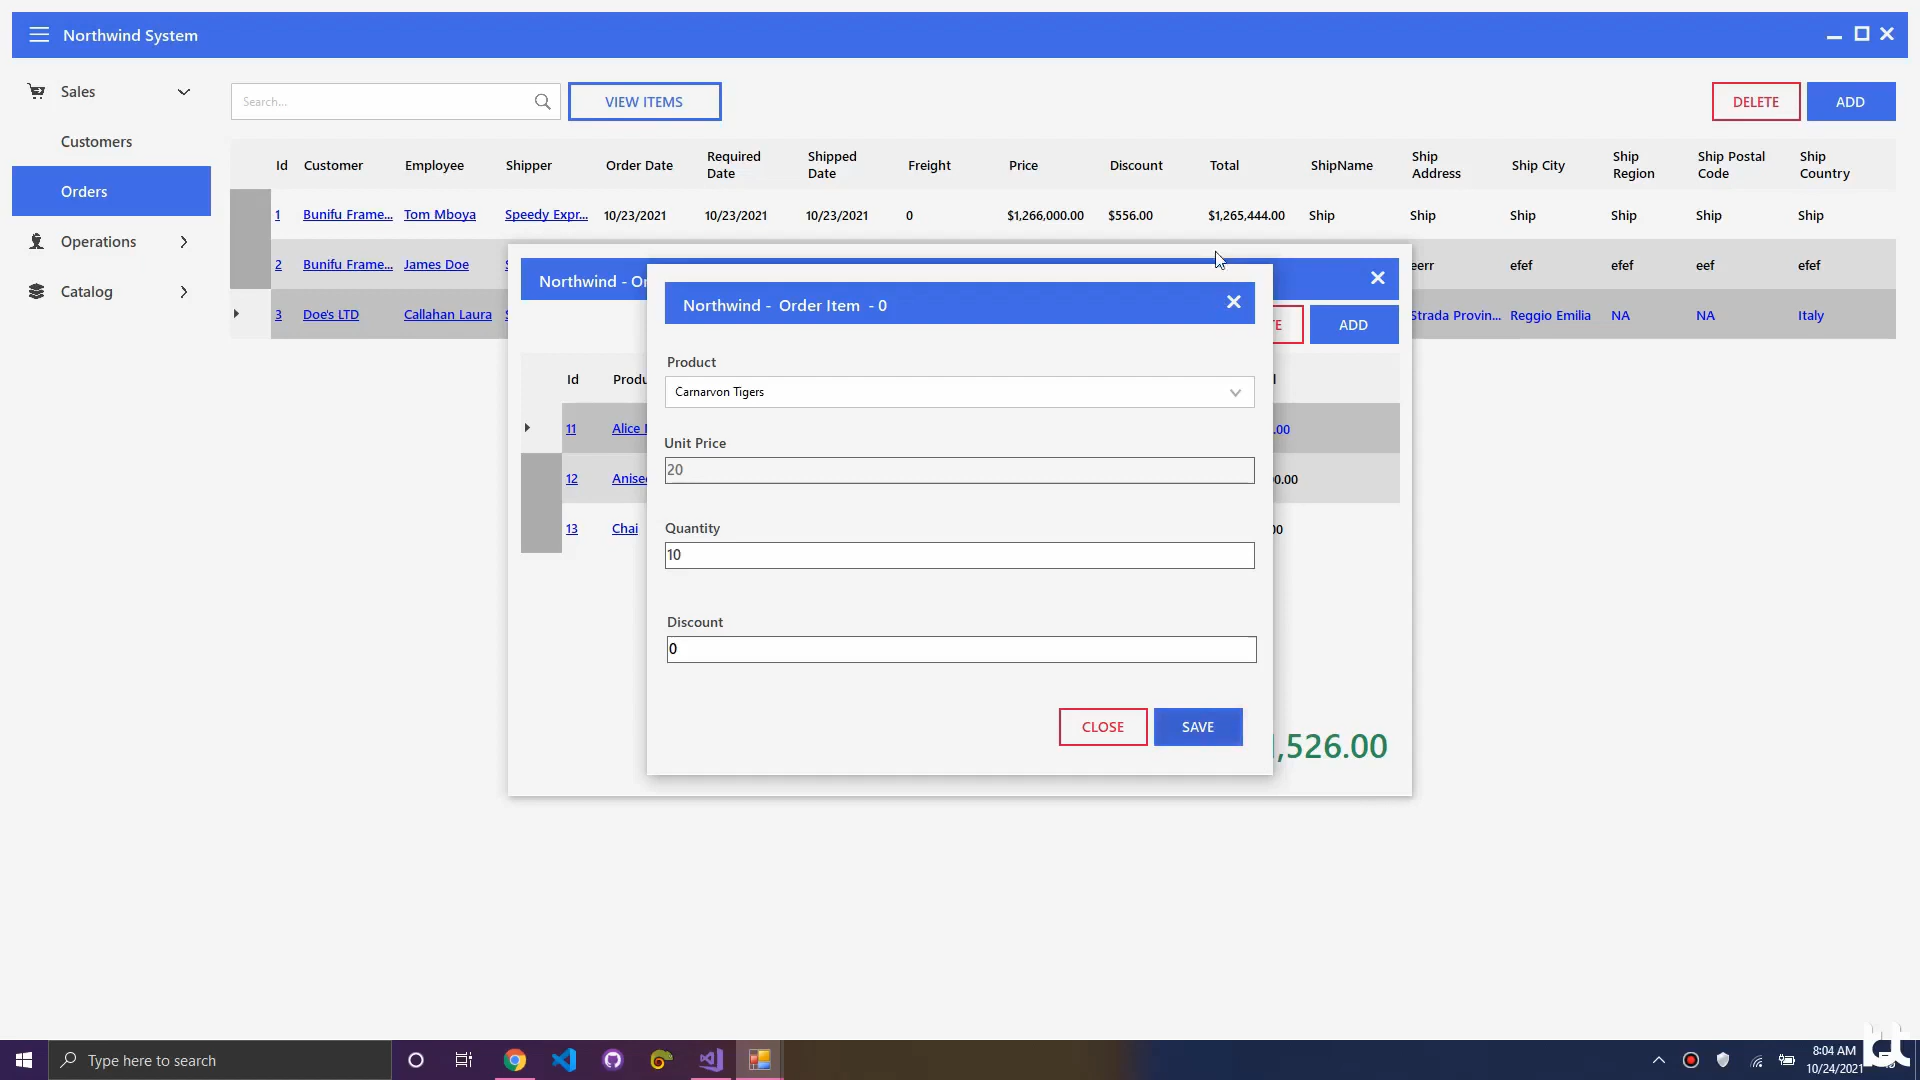 Northwind System
Sales
Customers
Orders
Operations
Catalog
Search...
VIEW ITEMS
DELETE
ADD
Id Customer Employee Shipper Order Date Required Date Shipped Date Freight Price Discount Total ShipName Ship Address Ship City Ship Region Ship Postal Code Ship Country
1 Bunifu Frame... Tom Mboya Speedy Expr... 10/23/2021 10/23/2021 10/23/2021 0 $1,266,000.00 $556.00 $1,265,444.00 Ship Ship Ship Ship Ship Ship
2 Bunifu Frame... James Doe eerr efef efef eef efef
3 Doe's LTD Callahan Laura Strada Provin... Reggio Emilia NA NA Italy
Northwind - Or
ADD
Id Produ
11 Alice .00
12 Anise 0.00
13 Chai 00
,526.00
Northwind - Order Item - 0
Product
Carnarvon Tigers
Unit Price
20
Quantity
10
Discount
0
CLOSE
SAVE
Type here to search
8:04 AM
10/24/2021